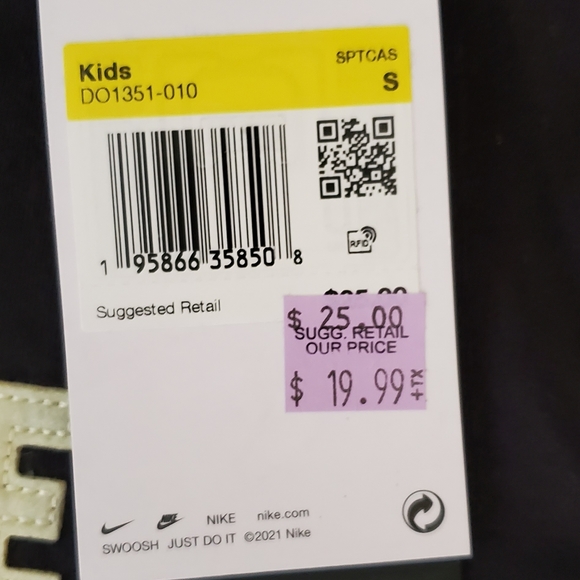 Kids
DO1351-010
SPTCAS
S
1 95866 35850 8
RFID
Suggested Retail
$ 25.00
SUGG. RETAIL
OUR PRICE
$ 19.99 +TX
NIKE nike.com
SWOOSH JUST DO IT ©2021 Nike